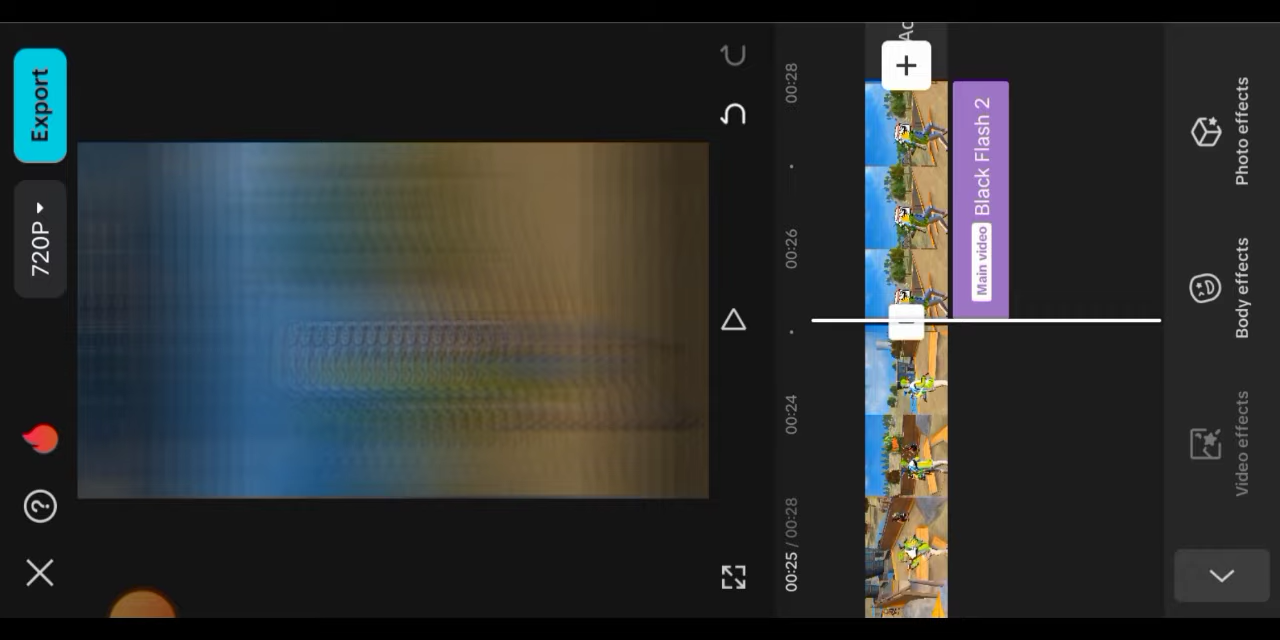 720P
Export
00:25 / 00:28
00:24
00:26
00:28
Main video
Black Flash 2
Video effects
Body effects
Photo effects